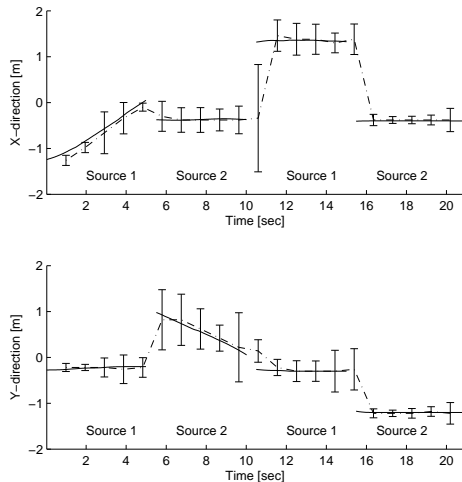 2
1
0
−1
−2
X−direction [m]
Source 1
Source 2
Source 1
Source 2
2
4
6
8
10
12
14
16
18
20
Time [sec]
2
1
0
−1
−2
Y−direction [m]
Source 1
Source 2
Source 1
Source 2
2
4
6
8
10
12
14
16
18
20
Time [sec]